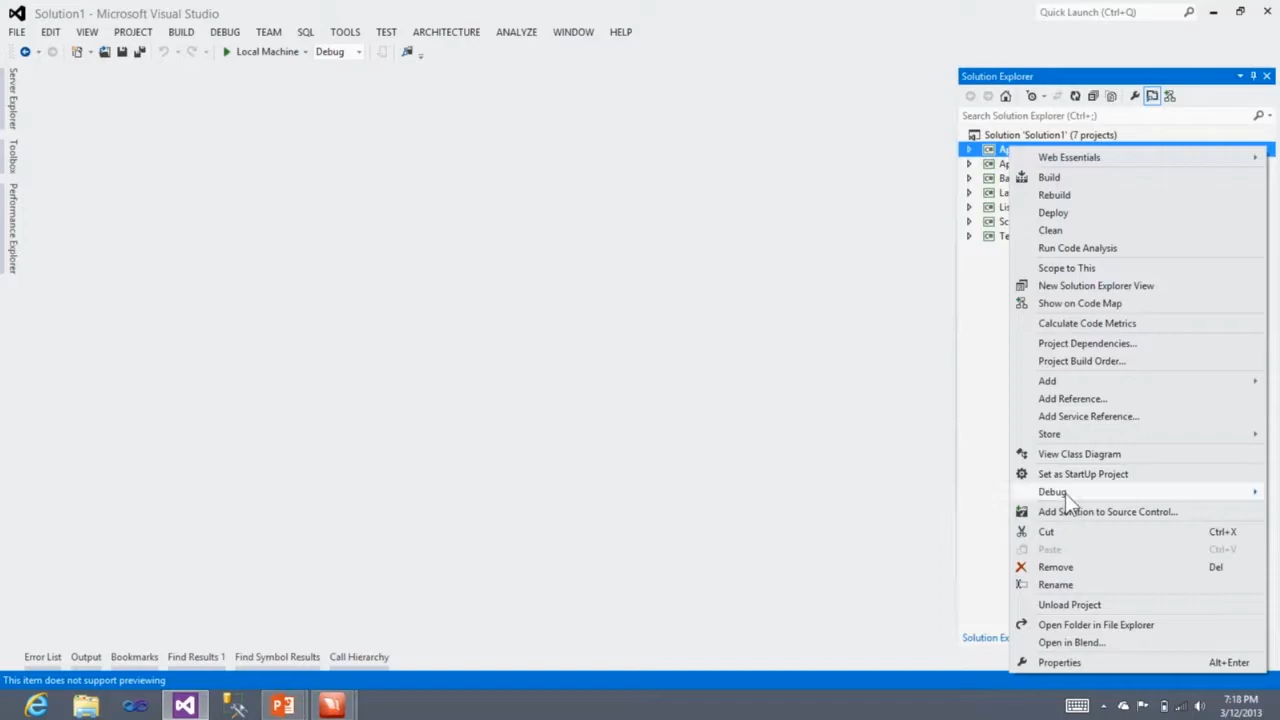 Solution1 - Microsoft Visual Studio
Quick Launch (Ctrl+Q)
FILE EDIT VIEW PROJECT BUILD DEBUG TEAM SQL TOOLS TEST ARCHITECTURE ANALYZE WINDOW HELP
Local Machine Debug
Server Explorer
Toolbox
Performance Explorer
Solution Explorer
Search Solution Explorer (Ctrl+;)
Solution 'Solution1' (7 projects)
Web Essentials
Build
Rebuild
Deploy
Clean
Run Code Analysis
Scope to This
New Solution Explorer View
Show on Code Map
Calculate Code Metrics
Project Dependencies...
Project Build Order...
Add
Add Reference...
Add Service Reference...
Store
View Class Diagram
Set as StartUp Project
Debug
Add Solution to Source Control...
Cut Ctrl+X
Paste Ctrl+V
Remove Del
Rename
Unload Project
Open Folder in File Explorer
Open in Blend...
Properties Alt+Enter
Error List Output Bookmarks Find Results 1 Find Symbol Results Call Hierarchy
This item does not support previewing
7:18 PM
3/12/2013